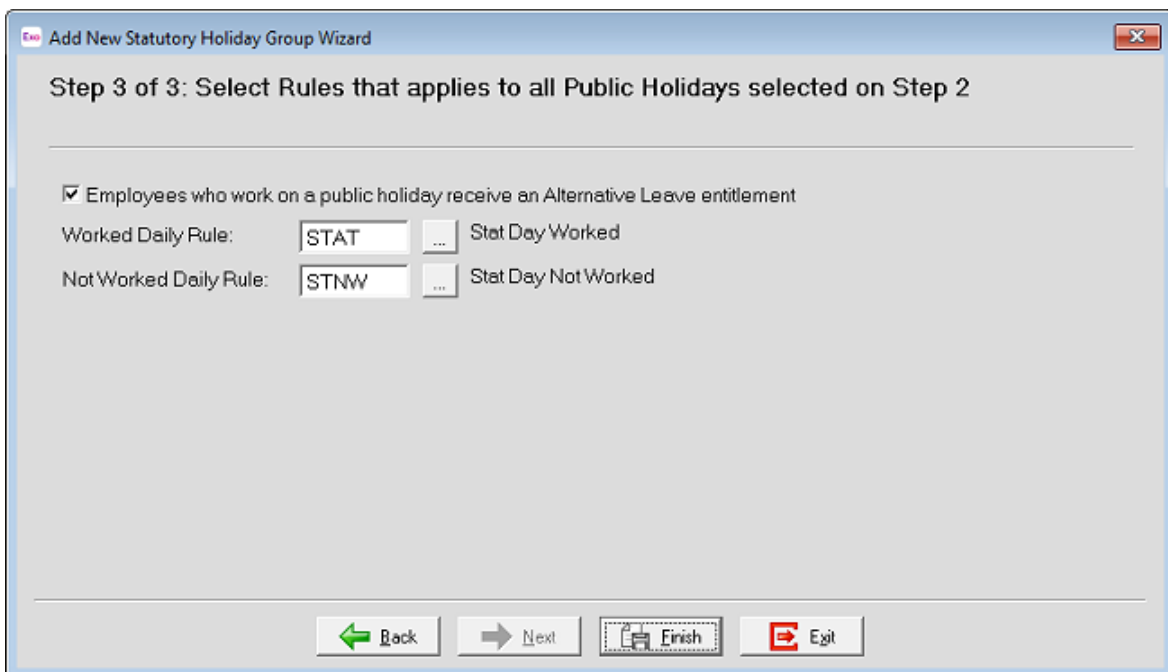 Exo Add New Statutory Holiday Group Wizard
Step 3 of 3: Select Rules that applies to all Public Holidays selected on Step 2
Employees who work on a public holiday receive an Alternative Leave entitlement
Worked Daily Rule: STAT ... Stat Day Worked
Not Worked Daily Rule: STNW ... Stat Day Not Worked
Back Next Finish Exit